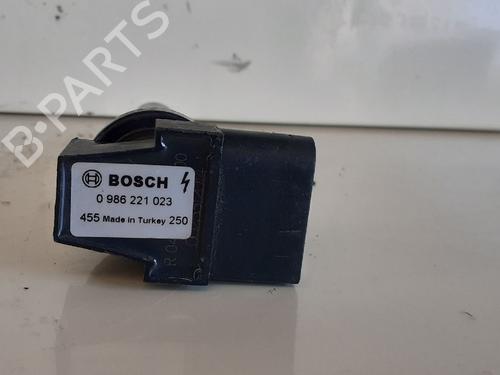 B-PARTS
BOSCH
0 986 221 023
455 Made in Turkey 250